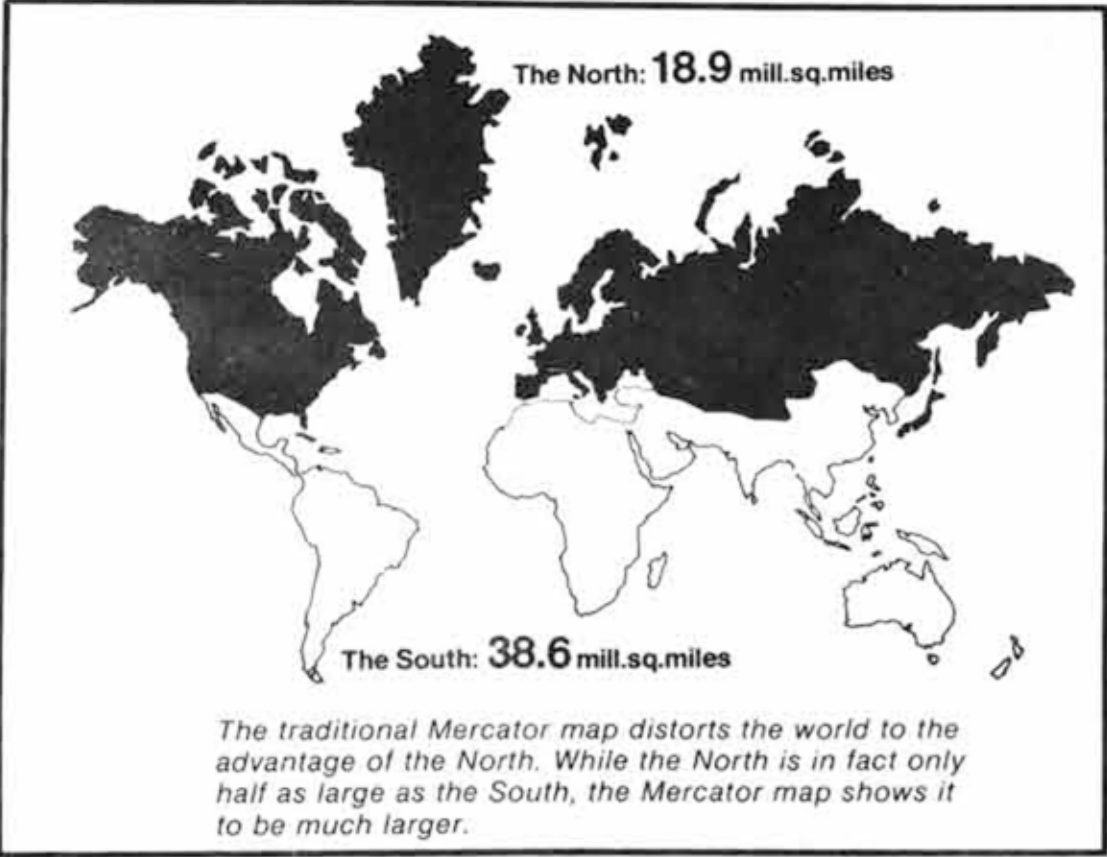 The North: 18.9 mill.sq.miles
The South: 38.6 mill.sq.miles
The traditional Mercator map distorts the world to the
advantage of the North. While the North is in fact only
half as large as the South, the Mercator map shows it
to be much larger.